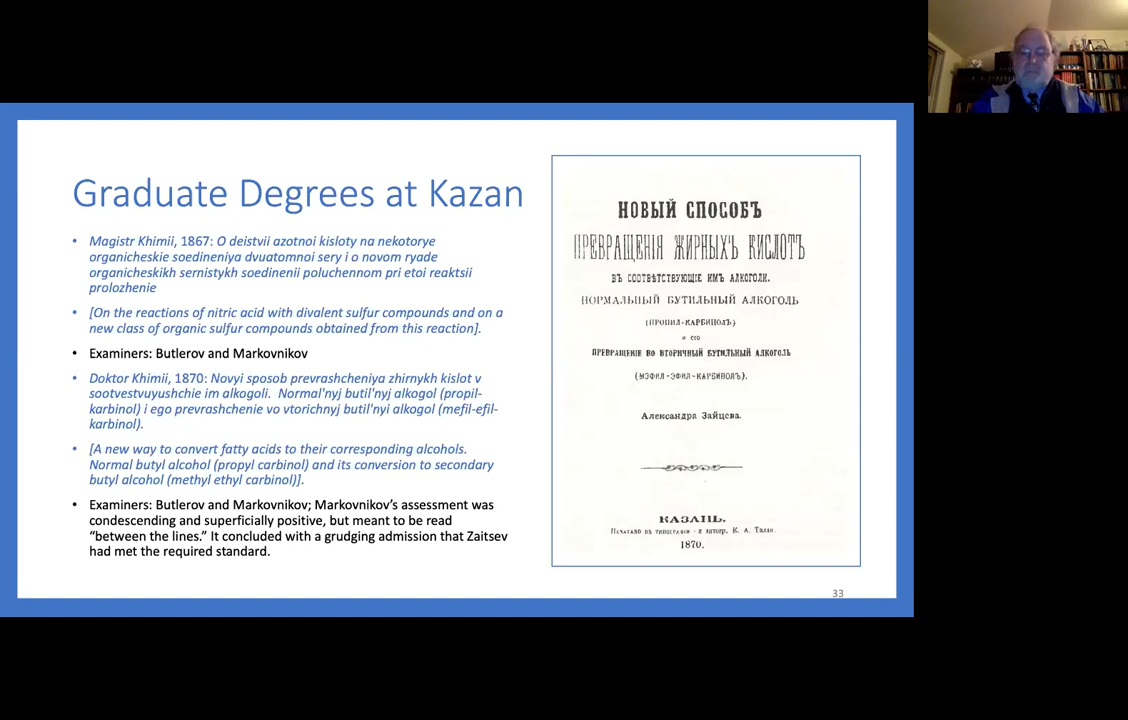 Graduate Degrees at Kazan
• Magistr Khimii, 1867: O deistvii azotnoi kisloty na nekotorye
organicheskie soedineniya dvuatomnoi sery i o novom ryade
organicheskikh sernistykh soedinenii poluchennom pri etoi reaktsii
prolozhenie
• [On the reactions of nitric acid with divalent sulfur compounds and on a
new class of organic sulfur compounds obtained from this reaction].
• Examiners: Butlerov and Markovnikov
• Doktor Khimii, 1870: Novyi sposob prevrashcheniya zhirnykh kislot v
sootvestvuyushchie im alkogoli. Normal'nyj butil'nyj alkogol (propil-
karbinol) i ego prevrashchenie vo vtorichnyj butil'nyi alkogol (mefil-efil-
karbinol).
• [A new way to convert fatty acids to their corresponding alcohols.
Normal butyl alcohol (propyl carbinol) and its conversion to secondary
butyl alcohol (methyl ethyl carbinol)].
• Examiners: Butlerov and Markovnikov; Markovnikov's assessment was
condescending and superficially positive, but meant to be read
“between the lines.” It concluded with a grudging admission that Zaitsev
had met the required standard.
НОВЫЙ СПОСОБЪ
ПРЕВРАЩЕНІЯ ЖИРНЫХЪ КИСЛОТЪ
ВЪ СООТВѢТСТВУЮЩІЕ ИМЪ АЛКОГОЛИ.
НОРМАЛЬНЫЙ БУТИЛЬНЫЙ АЛКОГОЛЬ
(ПРОПИЛ-КАРБИНОЛЪ)
И ЕГО
ПРЕВРАЩЕНІЕ ВО ВТОРИЧНЫЙ БУТИЛЬНЫЙ АЛКОГОЛЬ
(МЭФИЛ-ЭФИЛ-КАРБИНОЛЪ).
Александра Зайцева.
КАЗАНЬ.
Печатано въ типографіи и литогр. К. А. Тилли.
1870.
33